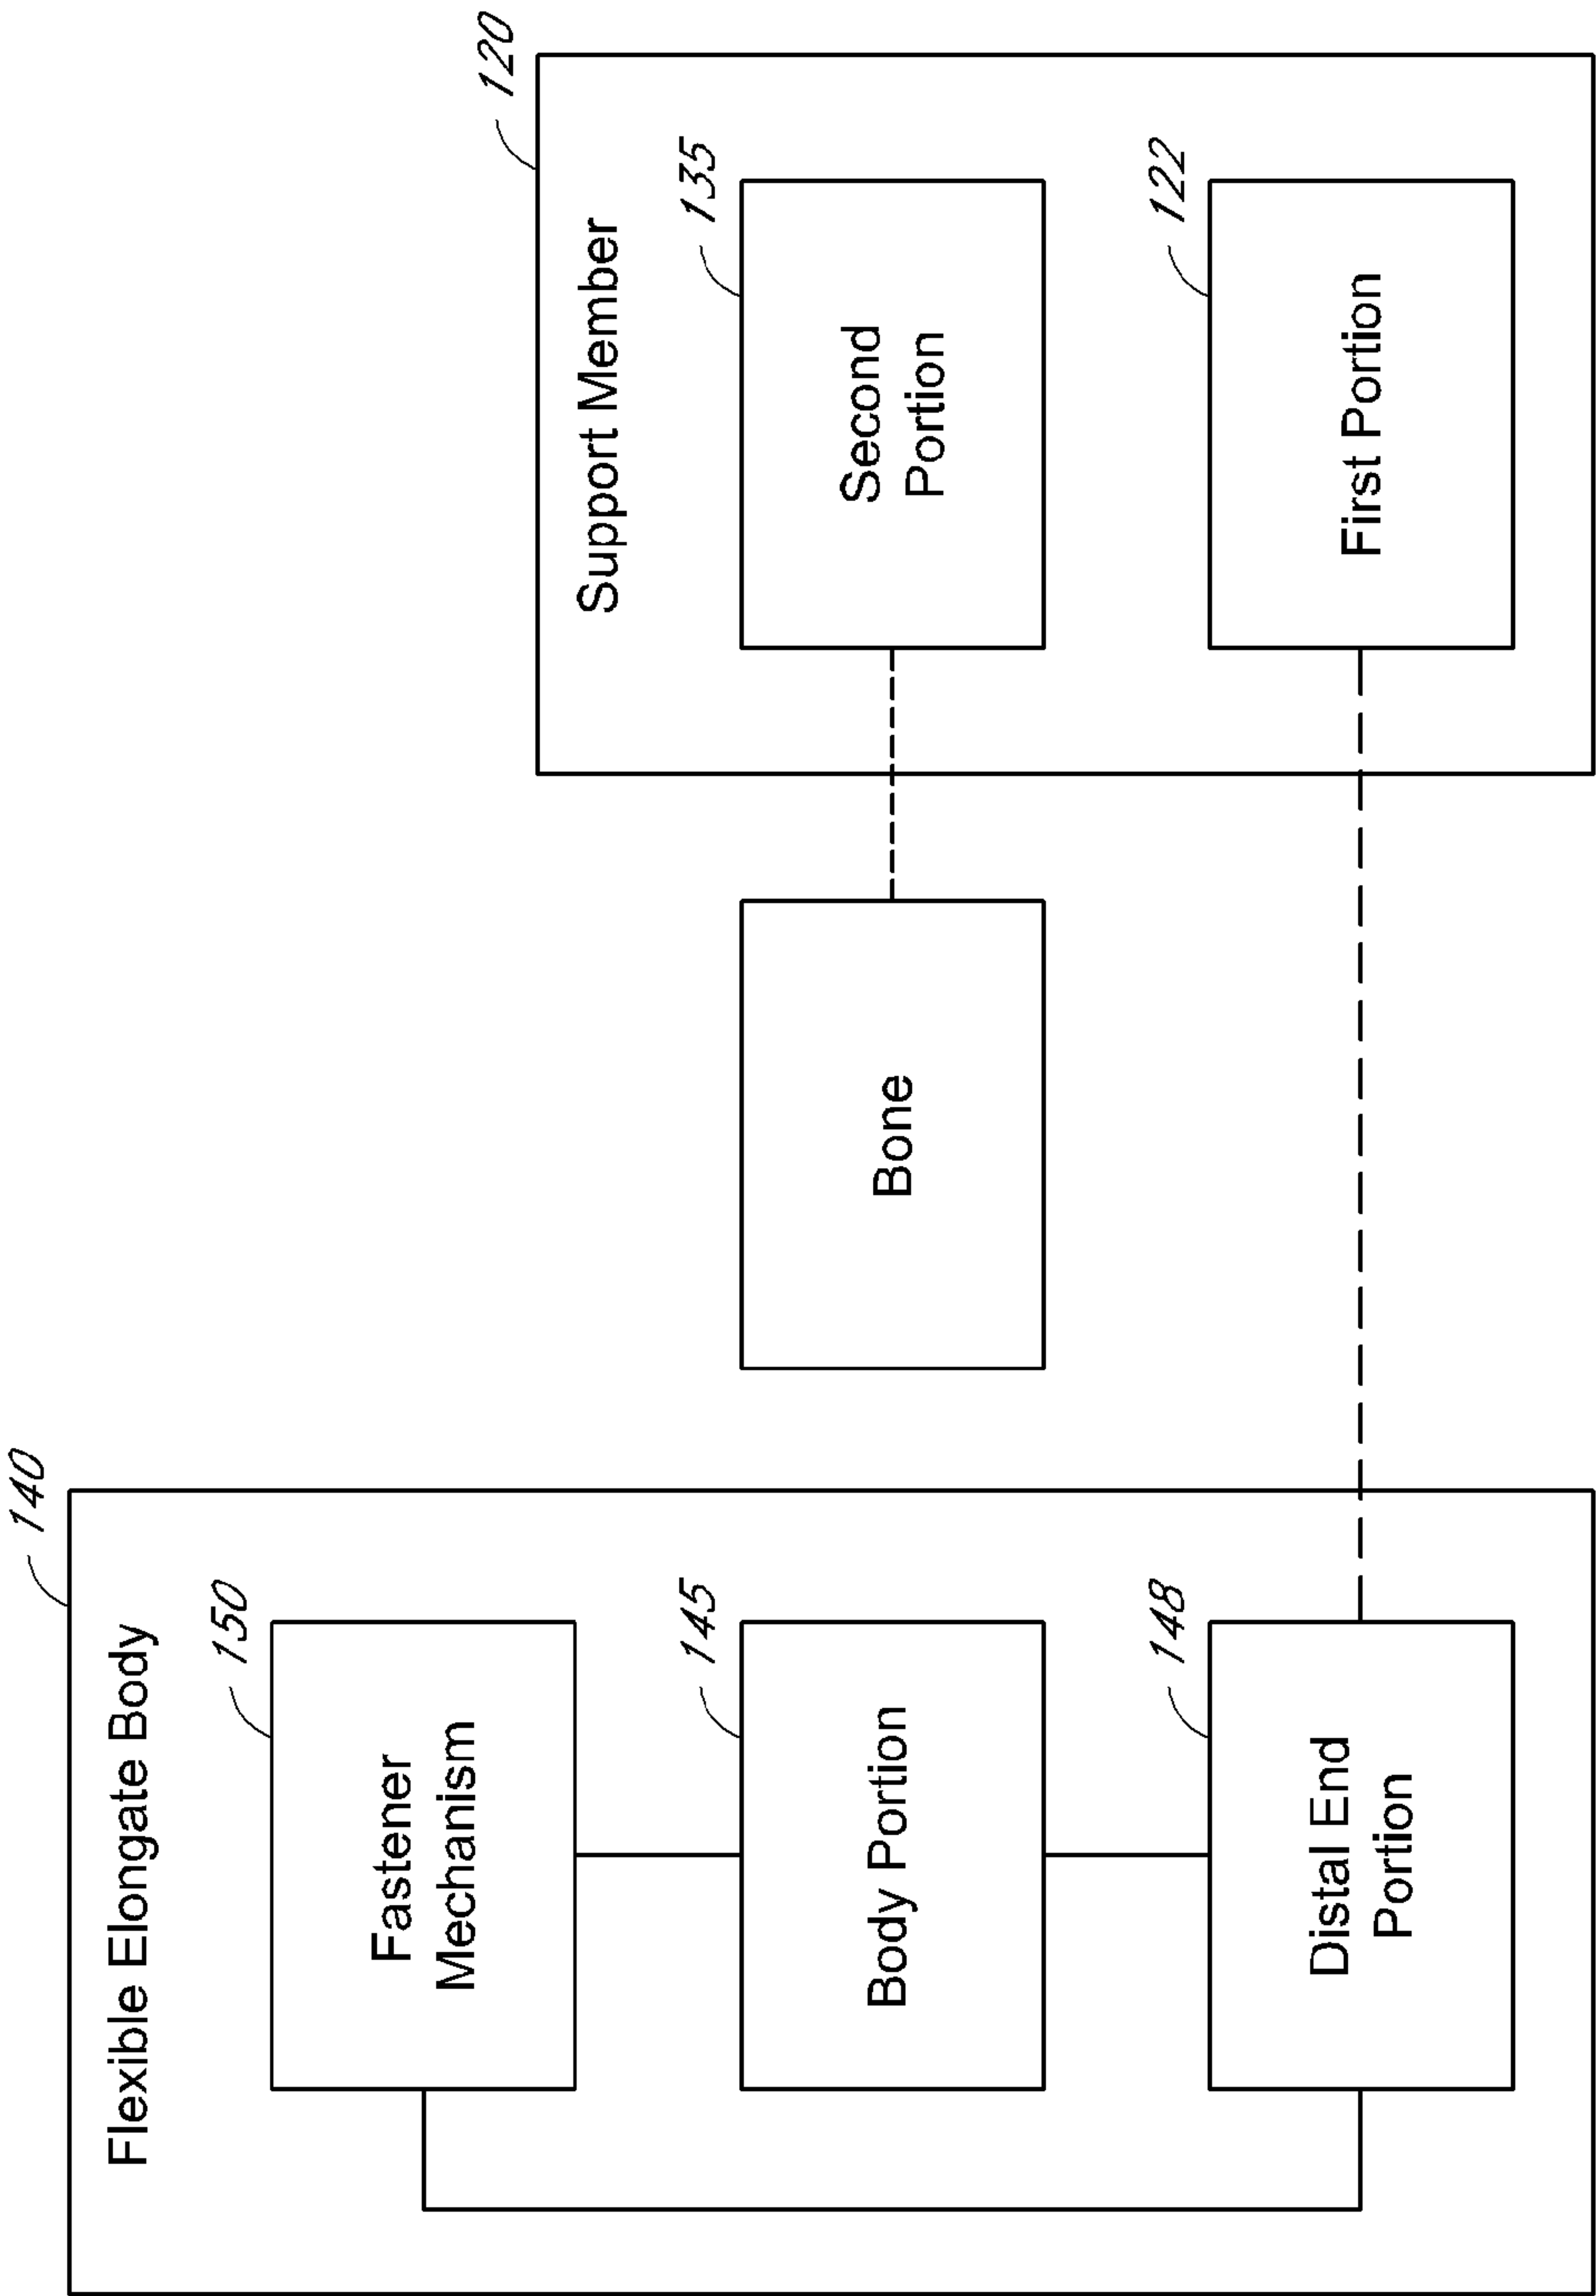 140
Flexible Elongate Body
150
Fastener
Mechanism
145
Body Portion
148
Distal End
Portion
Bone
120
Support Member
135
Second
Portion
122
First Portion